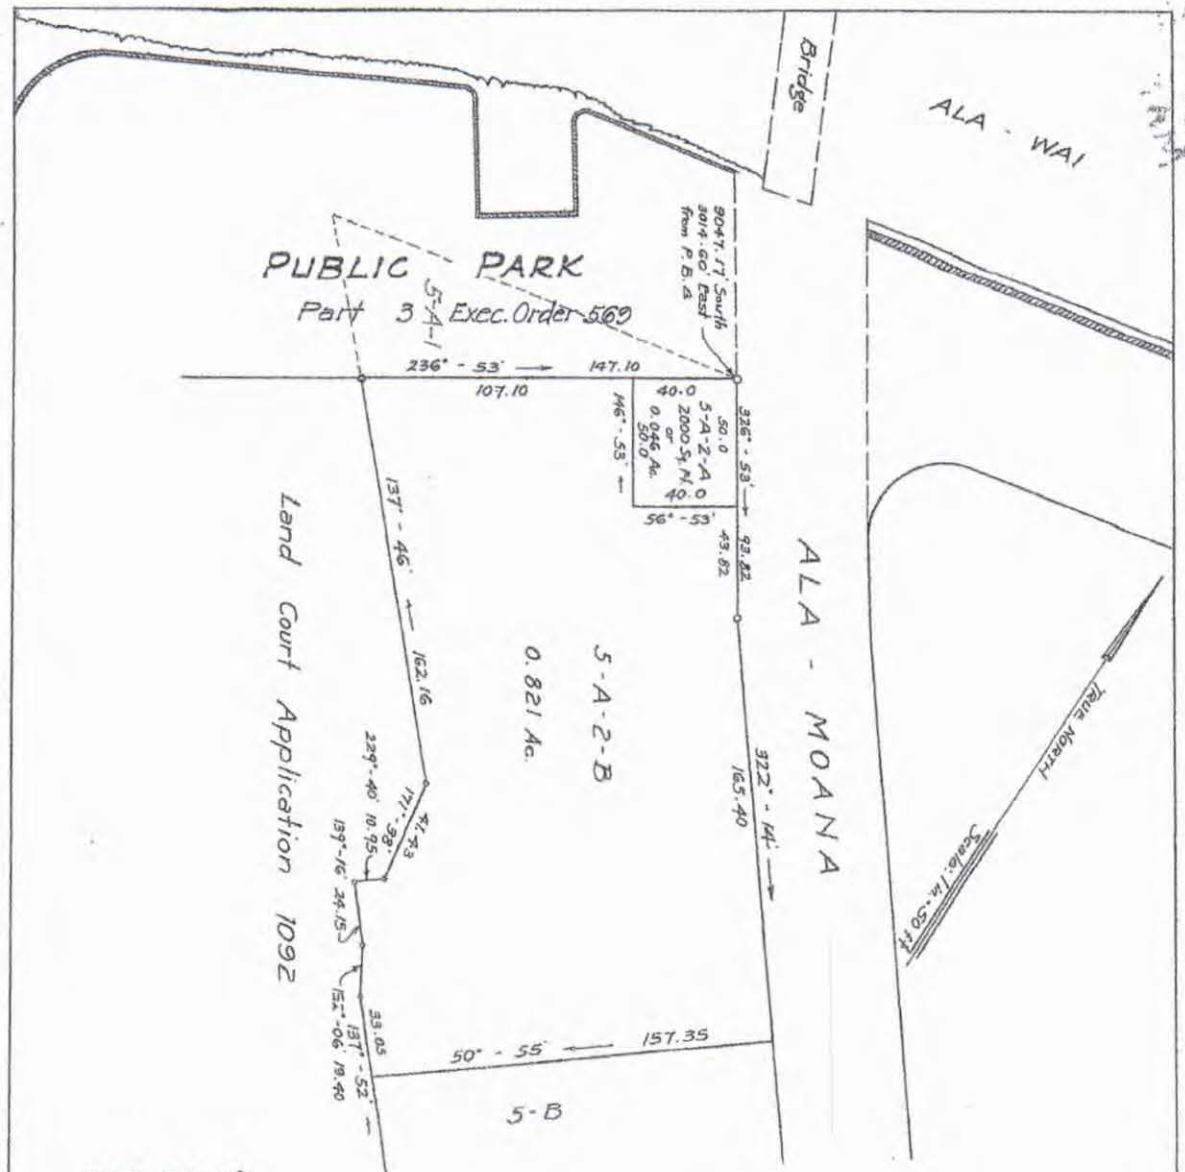 Bridge
ALA - WAI
9047.17' South
3014.60' East
from P.B.Δ
PUBLIC PARK
Part 3 Exec. Order 569
5-A-1
236° - 53' → 147.10
107.10
40.0
50.0
5-A-2-A
2000 Sq. Ft.
or
0.046 Ac.
50.0
40.0
146° - 53' ←
56° - 53'
326° - 53' → 93.82
43.82
ALA - MOANA
137° - 46' ← 162.16
Land Court Application 1092
5-A-2-B
0.821 Ac.
322° - 14' →
165.40
TRUE NORTH
Scale: 1 in. = 50 ft
171° - 38'
41.43
229° - 40' 10.95
139° - 16' 24.15
152° - 06' 19.40
137° - 52' ←
33.05
50° - 55' ← 157.35
5-B